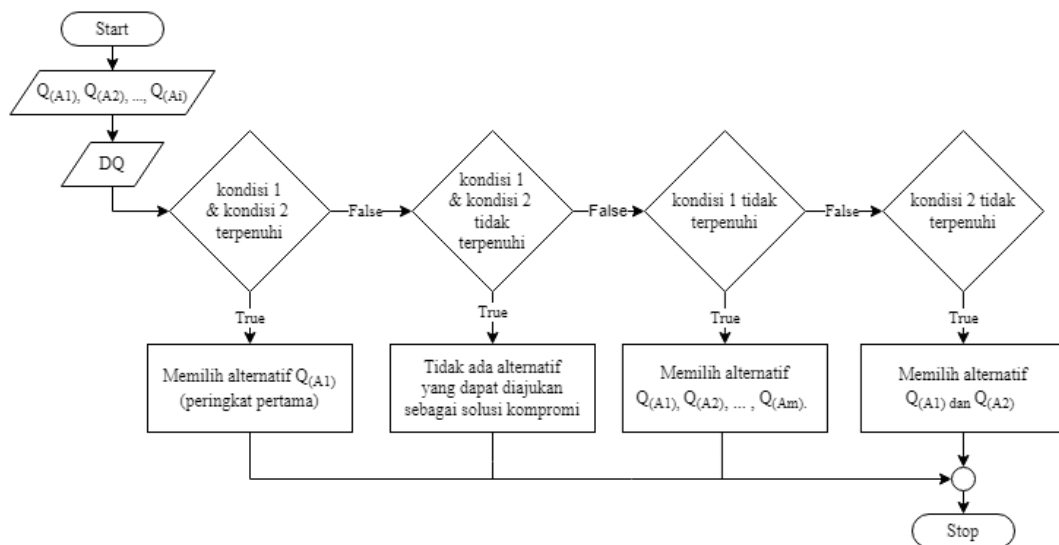 Start
Q(A1), Q(A2), ..., Q(Ai)
DQ
kondisi 1
& kondisi 2
terpenuhi
False
kondisi 1
& kondisi 2
tidak
terpenuhi
False
kondisi 1 tidak
terpenuhi
False
kondisi 2 tidak
terpenuhi
True
True
True
True
Memilih alternatif Q(A1)
(peringkat pertama)
Tidak ada alternatif
yang dapat diajukan
sebagai solusi kompromi
Memilih alternatif
Q(A1), Q(A2), ... , Q(Am).
Memilih alternatif
Q(A1) dan Q(A2)
Stop